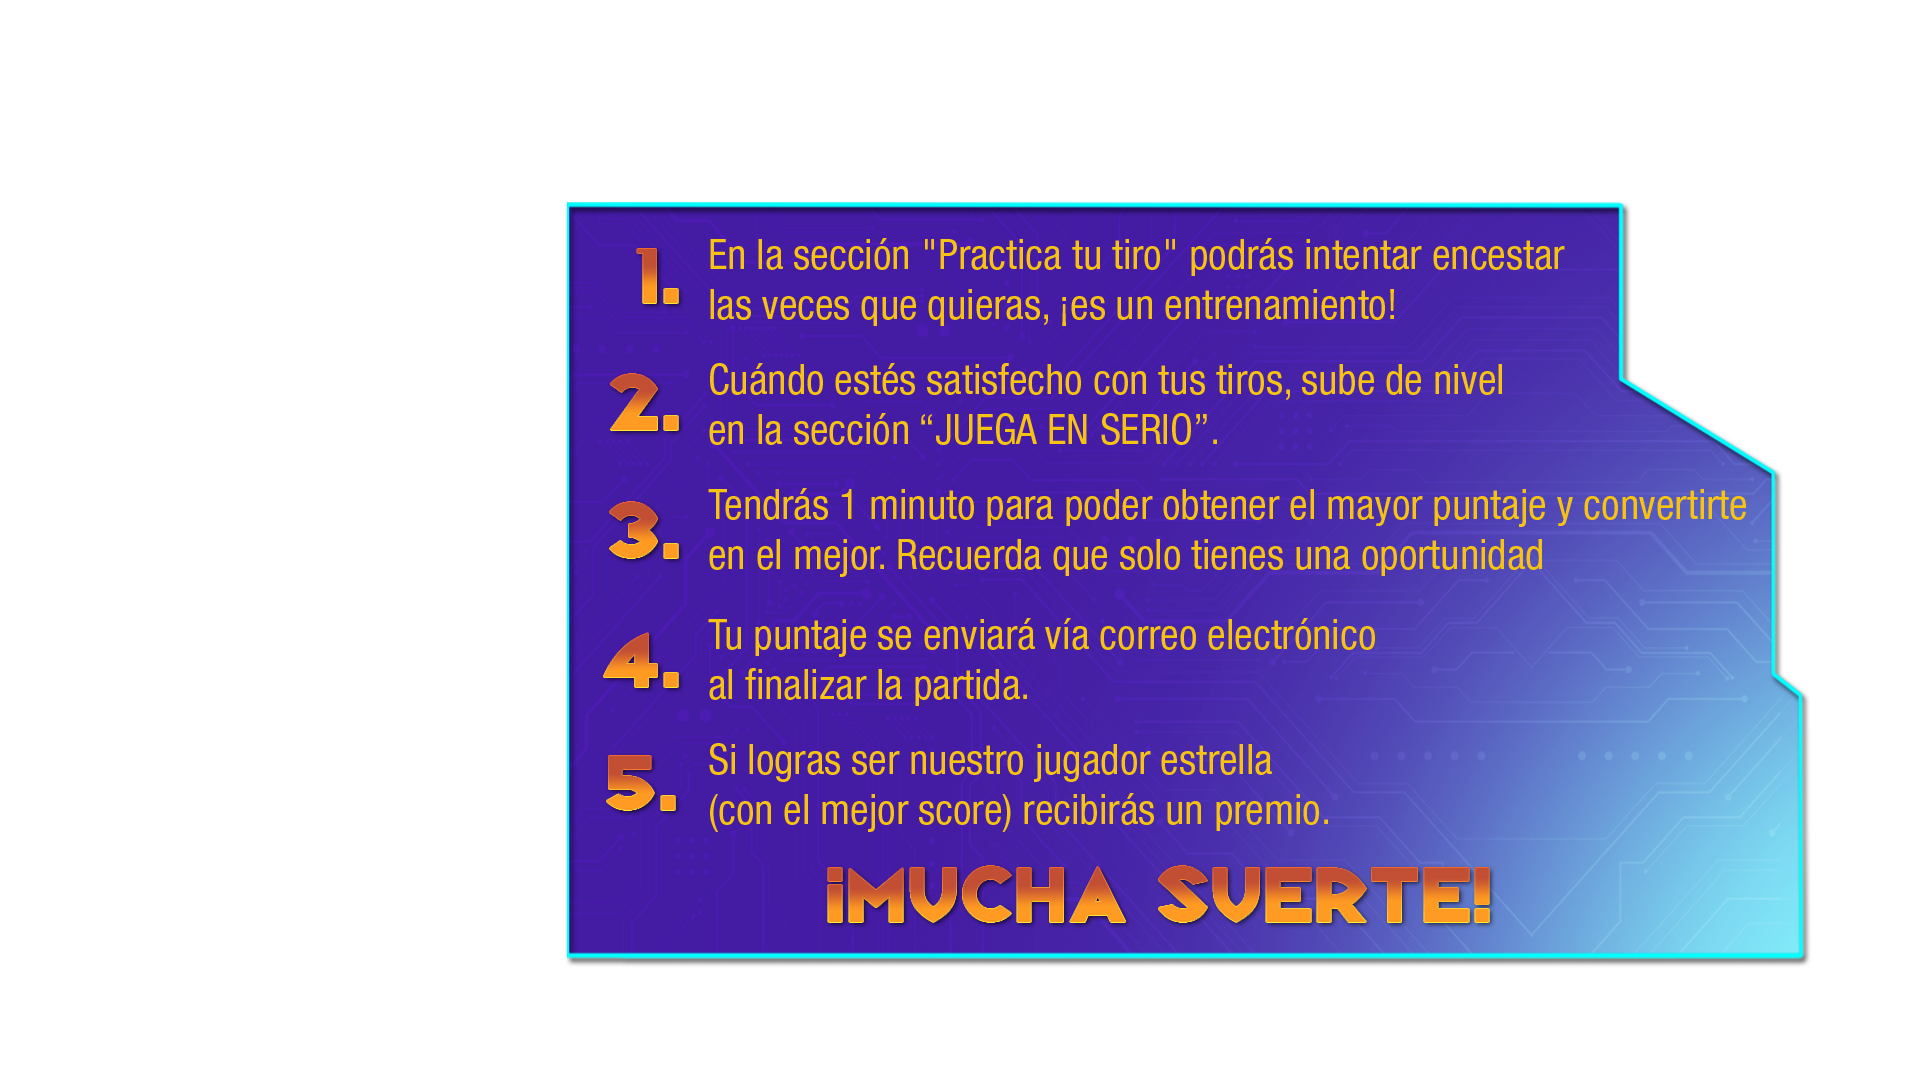 1. En la sección "Practica tu tiro" podrás intentar encestar
las veces que quieras, ¡es un entrenamiento!
2. Cuándo estés satisfecho con tus tiros, sube de nivel
en la sección “JUEGA EN SERIO”.
3. Tendrás 1 minuto para poder obtener el mayor puntaje y convertirte
en el mejor. Recuerda que solo tienes una oportunidad
4. Tu puntaje se enviará vía correo electrónico
al finalizar la partida.
5. Si logras ser nuestro jugador estrella
(con el mejor score) recibirás un premio.
¡MUCHA SUERTE!